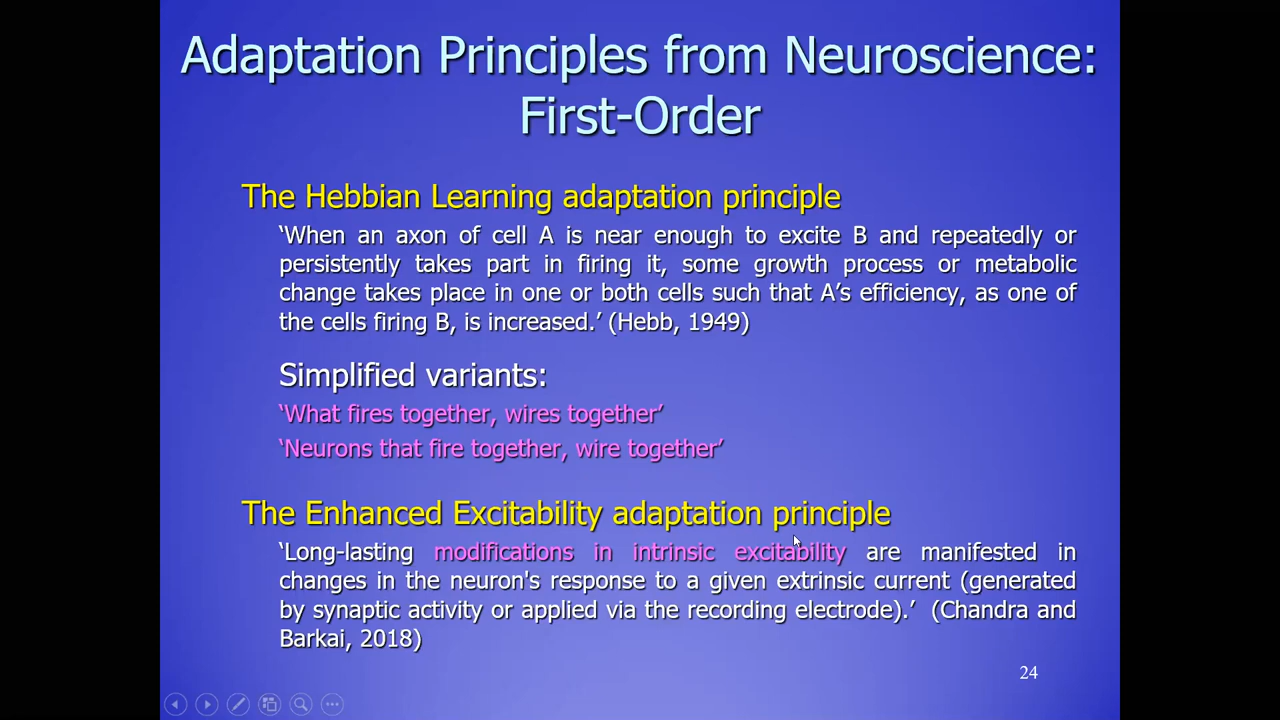 Adaptation Principles from Neuroscience:
First-Order
The Hebbian Learning adaptation principle
‘When an axon of cell A is near enough to excite B and repeatedly or
persistently takes part in firing it, some growth process or metabolic
change takes place in one or both cells such that A’s efficiency, as one of
the cells firing B, is increased.’ (Hebb, 1949)
Simplified variants:
‘What fires together, wires together’
‘Neurons that fire together, wire together’
The Enhanced Excitability adaptation principle
‘Long-lasting modifications in intrinsic excitability are manifested in
changes in the neuron's response to a given extrinsic current (generated
by synaptic activity or applied via the recording electrode).’ (Chandra and
Barkai, 2018)
24